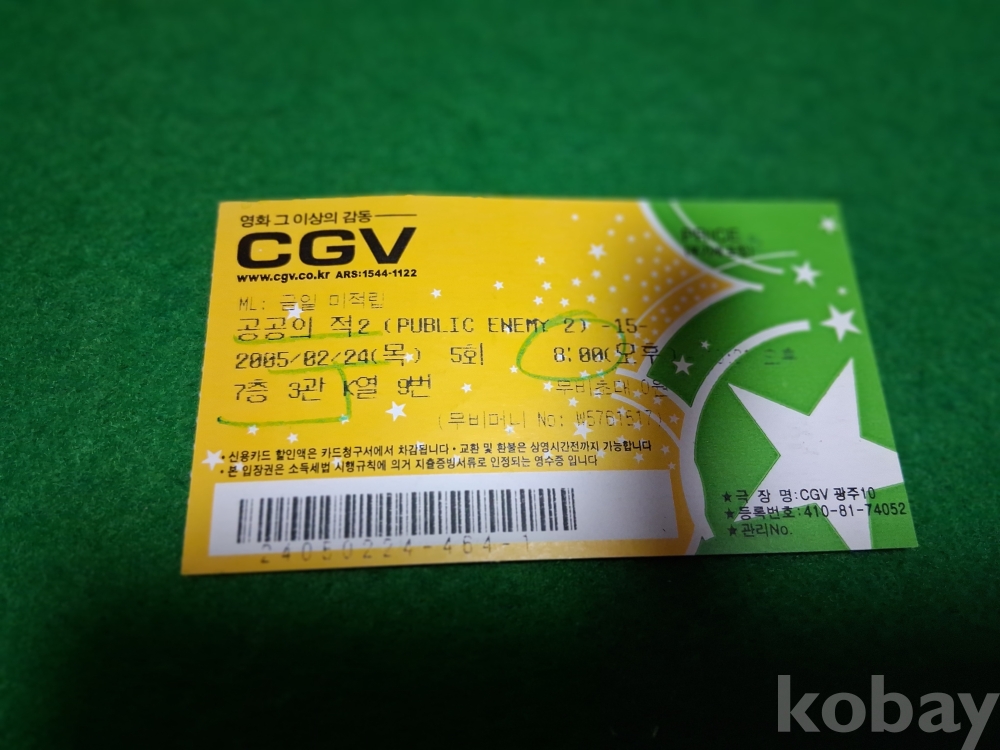 영화 그 이상의 감동
CGV
www.cgv.co.kr ARS:1544-1122
ML: 금일 미적립
공공의 적2 (PUBLIC ENEMY 2) -15-
2005/02/24(목) 5회 8:00(오후
7층 3관 K열 9번 무비초대,0원
(무비머니 No: W5761517)
• 신용카드 할인액은 카드청구서에서 차감됩니다 • 교환 및 환불은 상영시간전까지 가능합니다
• 본 입장권은 소득세법 시행규칙에 의거 지출증빙서류로 인정되는 영수증 입니다
24050224-464-1
★ 극 장 명:CGV 광주10
★ 등록번호:410-81-74052
★ 관리No.
kobay